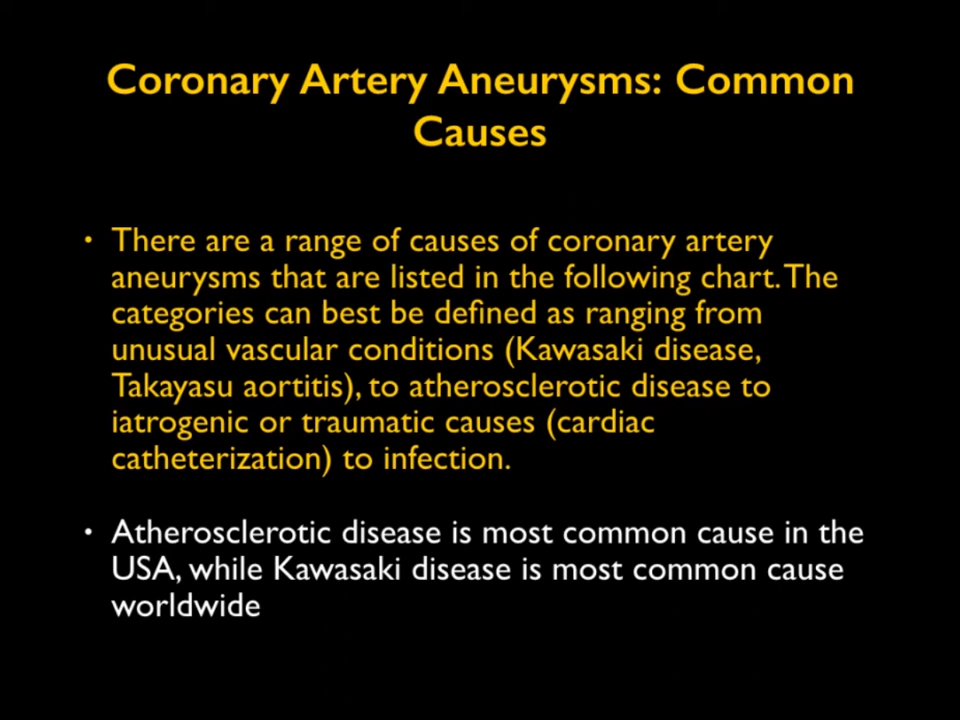 Coronary Artery Aneurysms: Common
Causes
• There are a range of causes of coronary artery
aneurysms that are listed in the following chart. The
categories can best be defined as ranging from
unusual vascular conditions (Kawasaki disease,
Takayasu aortitis), to atherosclerotic disease to
iatrogenic or traumatic causes (cardiac
catheterization) to infection.
• Atherosclerotic disease is most common cause in the
USA, while Kawasaki disease is most common cause
worldwide